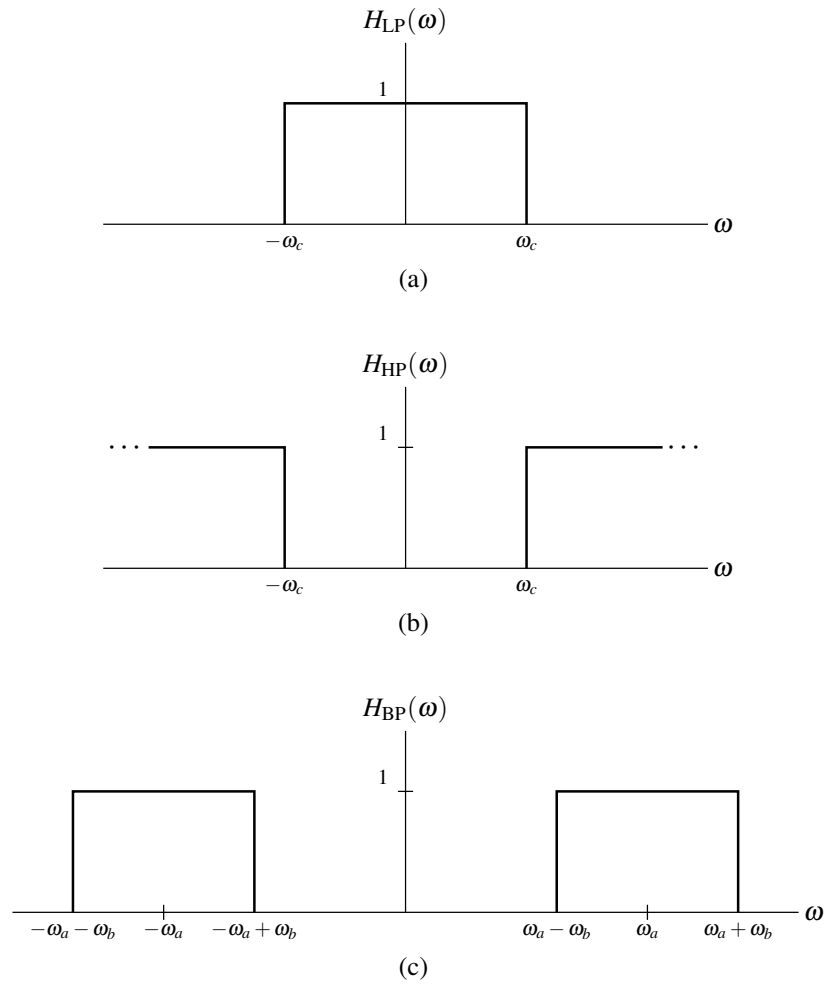 H_LP(ω)
1
−ω_c ω_c ω
(a)
H_HP(ω)
1
−ω_c ω_c ω
(b)
H_BP(ω)
1
−ω_a − ω_b −ω_a −ω_a + ω_b ω_a − ω_b ω_a ω_a + ω_b ω
(c)